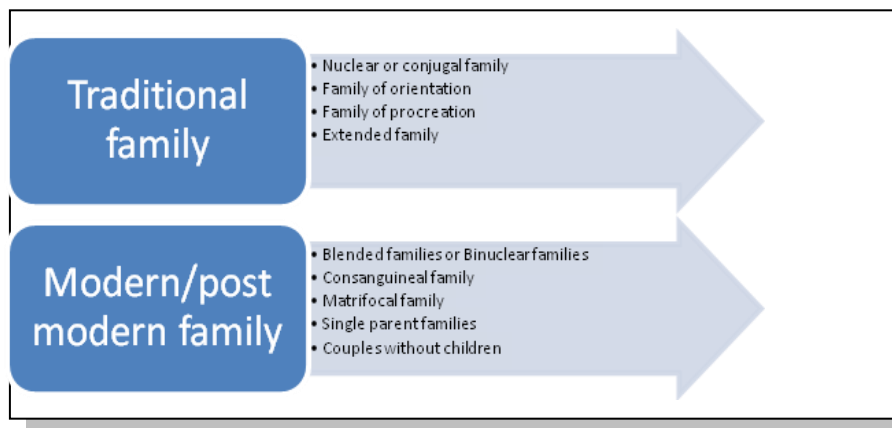 Traditional
family
• Nuclear or conjugal family
• Family of orientation
• Family of procreation
• Extended family
Modern/post
modern family
• Blended families or Binuclear families
• Consanguineal family
• Matrifocal family
• Single parent families
• Couples without children